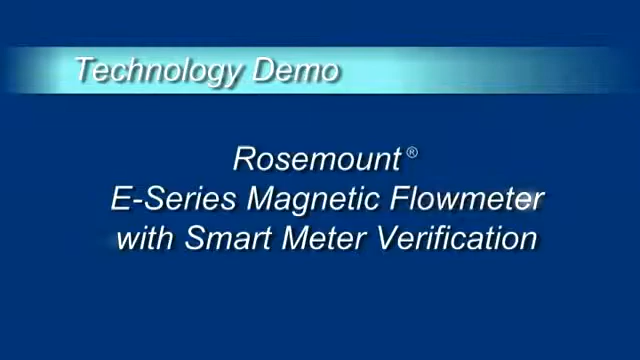 Technology Demo
Rosemount®
E-Series Magnetic Flowmeter
with Smart Meter Verification